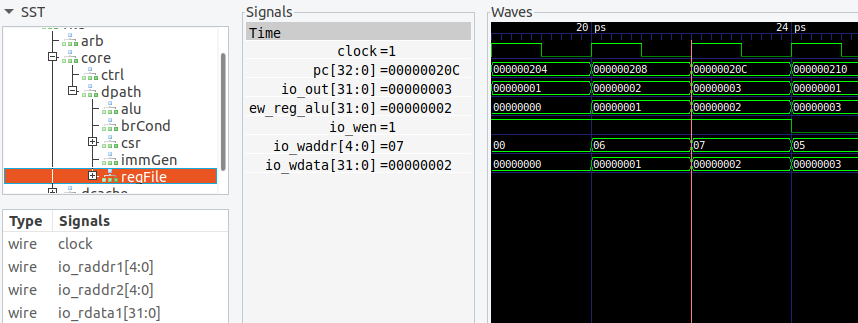 SST
Signals
Waves
arb
core
ctrl
dpath
alu
brCond
csr
immGen
regFile
dcache
Type Signals
wire clock
wire io_raddr1[4:0]
wire io_raddr2[4:0]
wire io_rdata1[31:0]
Time
clock=1
pc[32:0]=00000020C
io_out[31:0]=00000003
ew_reg_alu[31:0]=00000002
io_wen=1
io_waddr[4:0]=07
io_wdata[31:0]=00000002
20 ps 24 ps
000000204 000000208 00000020C 000000210
00000001 00000002 00000003 00000001
00000000 00000001 00000002 00000003
00 06 07 05
00000000 00000001 00000002 00000003